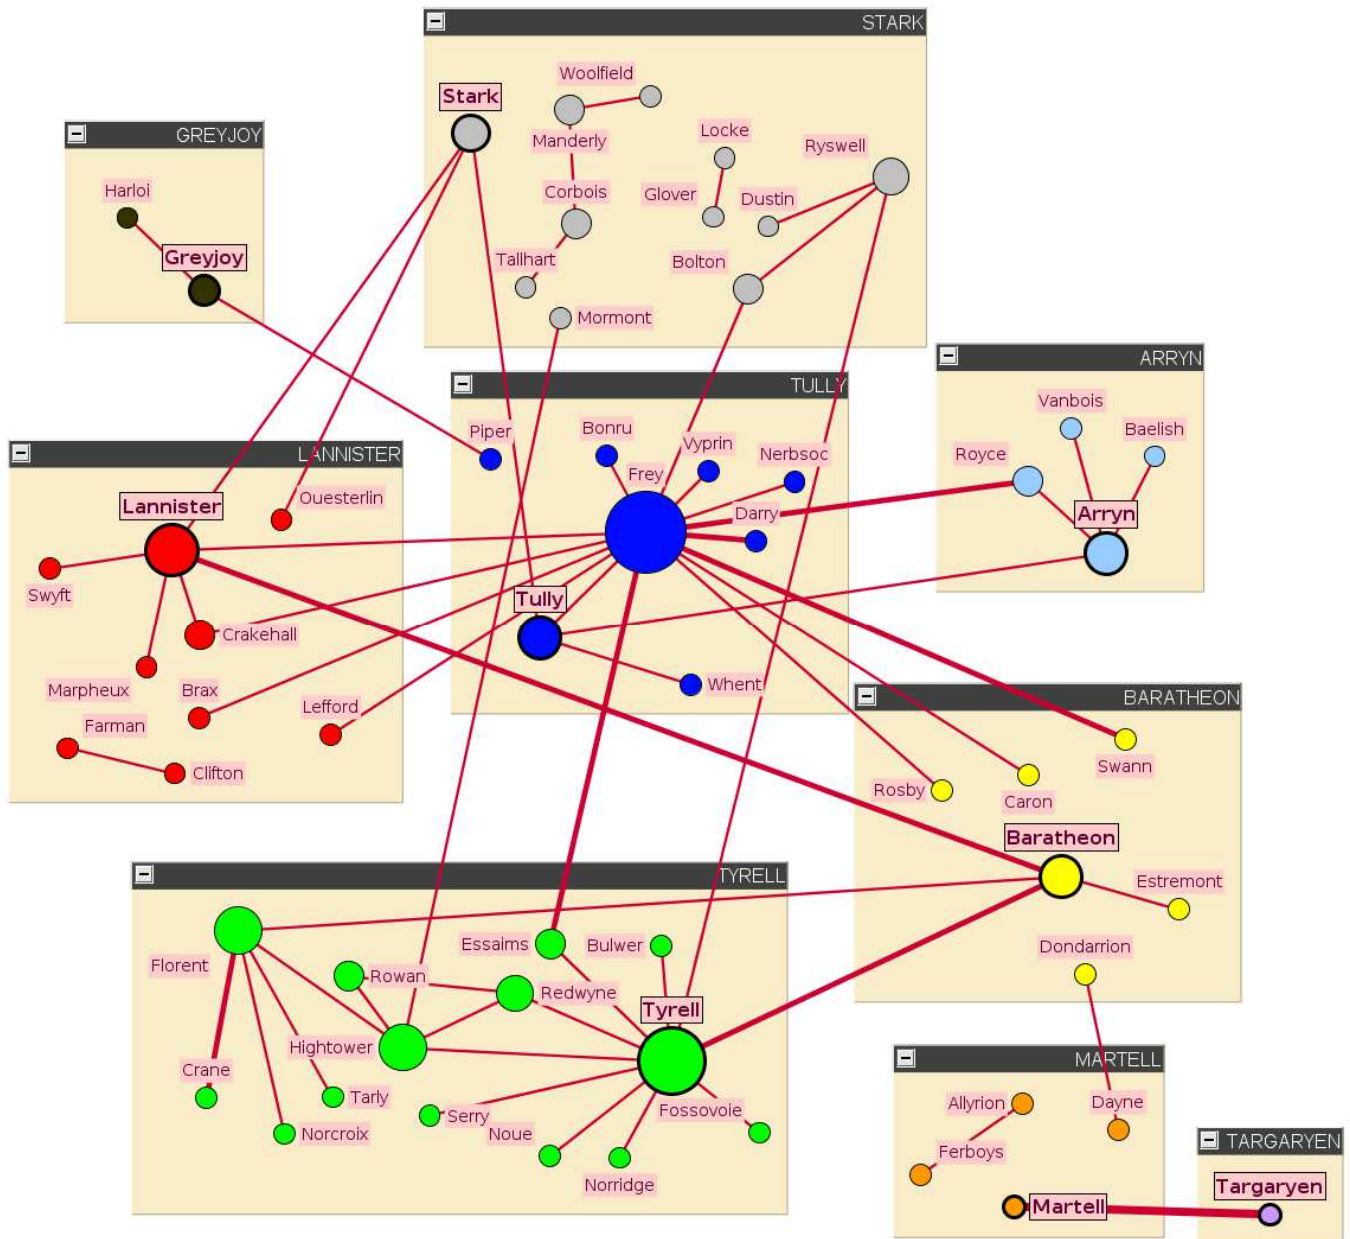 STARK
Woolfield
Stark
Manderly
Locke
Ryswell
Corbois
Glover
Dustin
Tallhart
Bolton
Mormont
GREYJOY
Harloi
Greyjoy
ARRYN
Vanbois
Baelish
Royce
Arryn
TULLY
Piper
Bonru
Vyprin
Frey
Nerbsoc
Darry
Tully
Whent
LANNISTER
Lannister
Ouesterlin
Swyft
Crakehall
Marpheux
Brax
Lefford
Farman
Clifton
BARATHEON
Swann
Rosby
Caron
Baratheon
Estremont
Dondarrion
TYRELL
Florent
Essaims
Bulwer
Rowan
Redwyne
Tyrell
Hightower
Crane
Tarly
Norcroix
Serry
Noue
Fossovoie
Norridge
MARTELL
Allyrion
Dayne
Ferboys
Martell
TARGARYEN
Targaryen